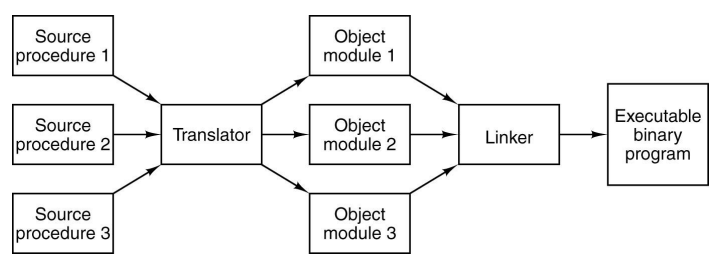 Source
procedure 1
Source
procedure 2
Source
procedure 3
Translator
Object
module 1
Object
module 2
Object
module 3
Linker
Executable
binary
program